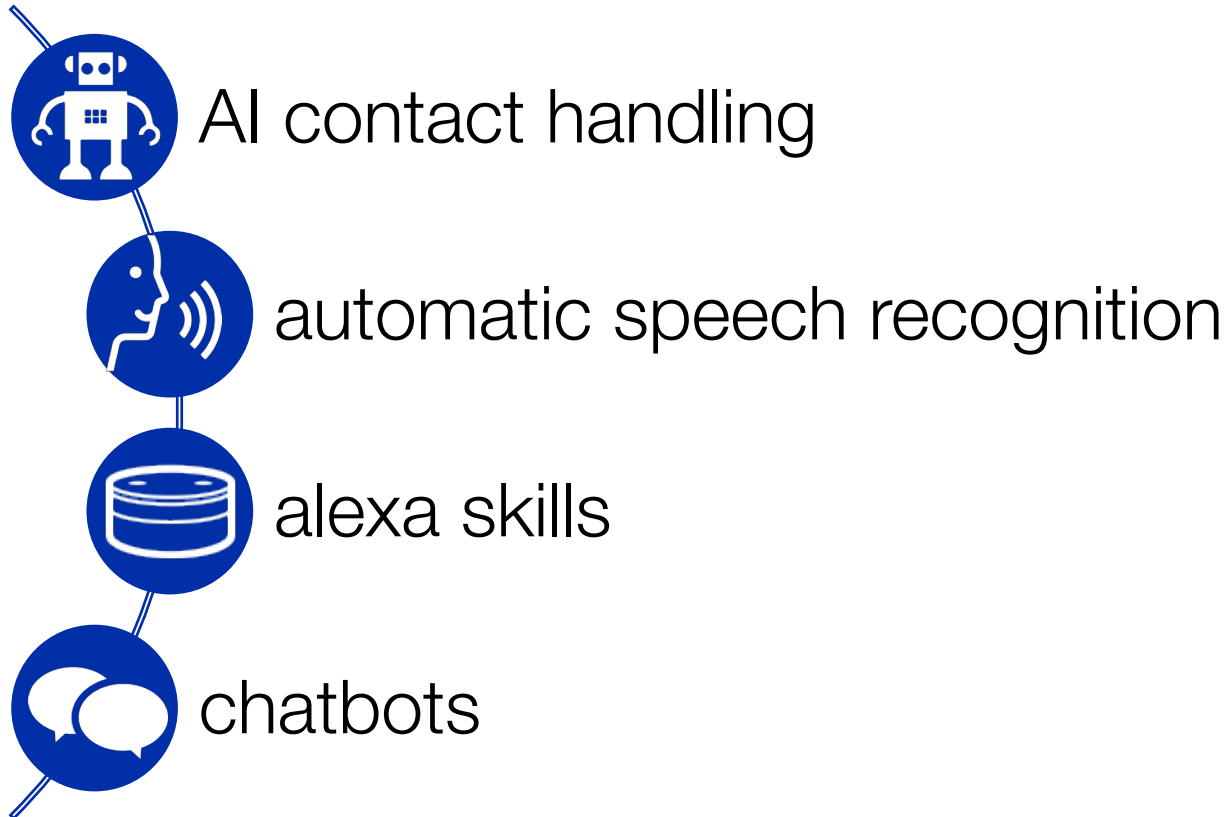 AI contact handling
automatic speech recognition
alexa skills
chatbots